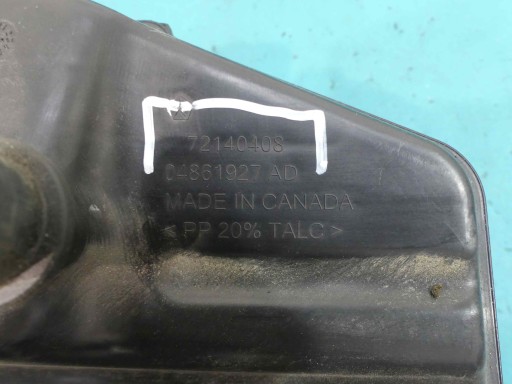 72140408
04861927 AD
MADE IN CANADA
< PP 20% TALC >